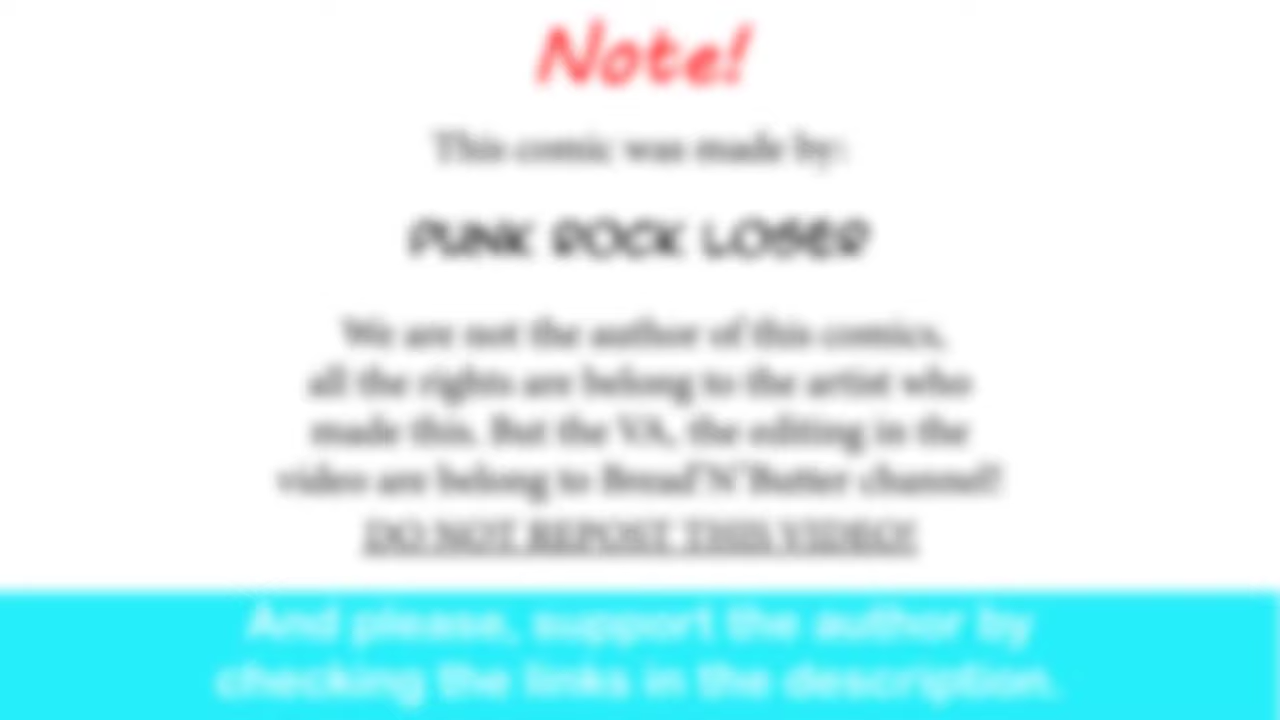 Note!
This comic was made by:
PUNK ROCK LOSER
We are not the author of this comics,
all the rights are belong to the artist who
made this. But the VA, the editing in the
video are belong to Bread'N'Butter channel!
DO NOT REPOST THIS VIDEO!
And please, support the author by
checking the links in the description.